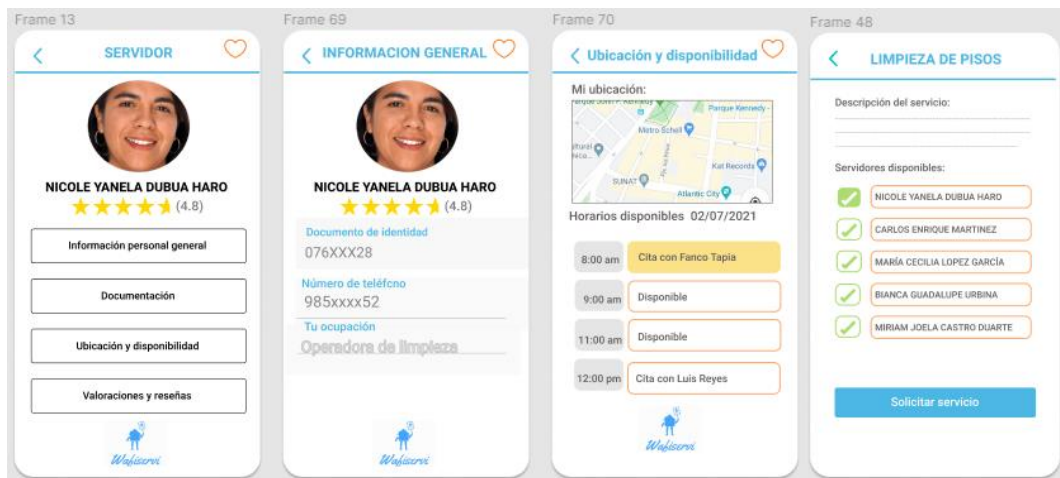 Frame 13
SERVIDOR
NICOLE YANELA DUBUA HARO
(4.8)
Información personal general
Documentación
Ubicación y disponibilidad
Valoraciones y reseñas
Wakiservi
Frame 69
INFORMACION GENERAL
NICOLE YANELA DUBUA HARO
(4.8)
Documento de identidad
076XXX28
Número de teléfcno
985xxxx52
Tu ocupación
Operadora de limpieza
Wakiservi
Frame 70
Ubicación y disponibilidad
Mi ubicación:
Parque Kennedy
Metro Schell
Kat Records
SUNAT
Atlantic City
Horarios disponibles 02/07/2021
8:00 am Cita con Fanco Tapia
9:00 am Disponible
11:00 am Disponible
12:00 pm Cita con Luis Reyes
Wakiservi
Frame 48
LIMPIEZA DE PISOS
Descripción del servicio:
Servidores disponibles:
NICOLE YANELA DUBUA HARO
CARLOS ENRIQUE MARTINEZ
MARÍA CECILIA LOPEZ GARCÍA
BIANCA GUADALUPE URBINA
MIRIAM JOELA CASTRO DUARTE
Solicitar servicio